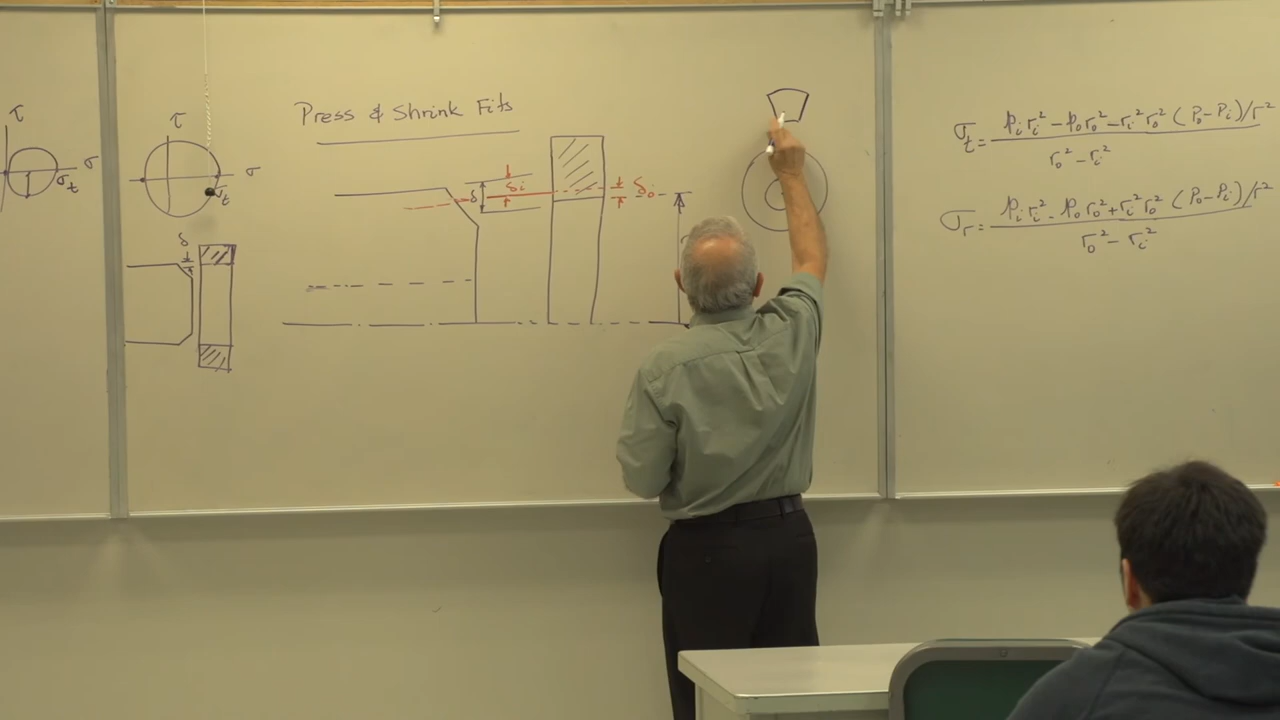 τ
σ
σt
τ
σ
σt
δ
Press & Shrink Fits
δ
δi
δo
σt = (pi ri² - po ro² - ri² ro² (Po - Pi)/r²) / (ro² - ri²)
σr = (Pi ri² - Po ro² + ri² ro² (Po - Pi)/r²) / (ro² - ri²)